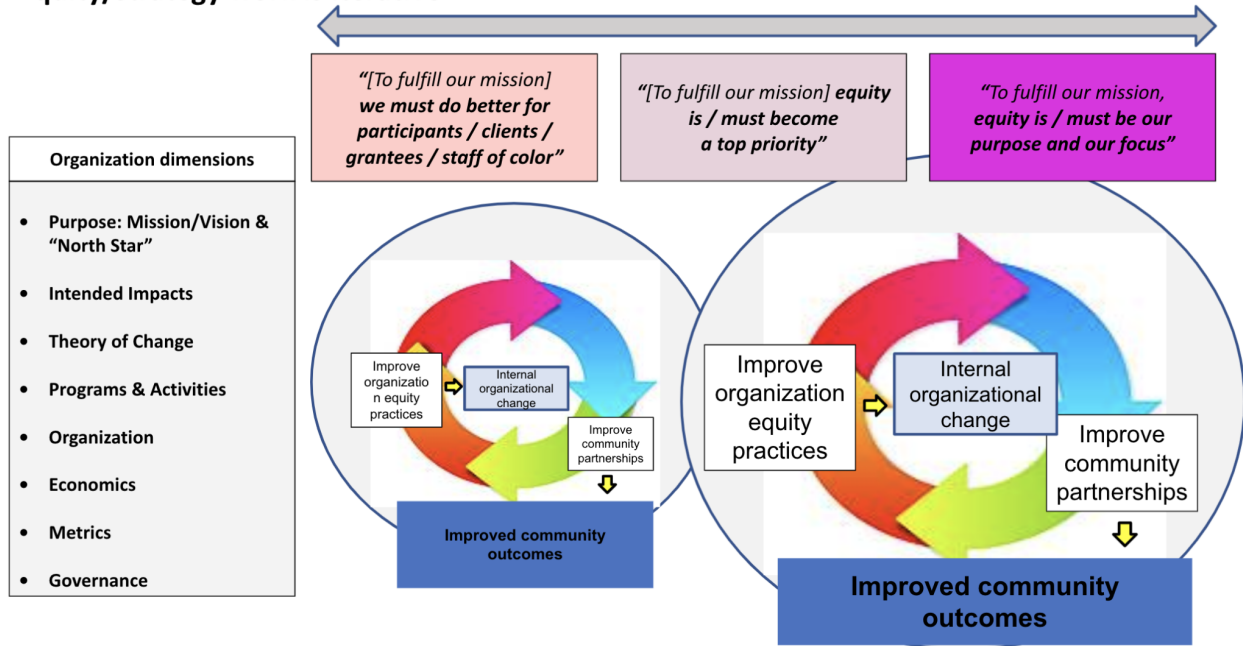 “[To fulfill our mission]
we must do better for
participants / clients /
grantees / staff of color”
“[To fulfill our mission] equity
is / must become
a top priority”
“To fulfill our mission,
equity is / must be our
purpose and our focus”
Organization dimensions
• Purpose: Mission/Vision &
“North Star”
• Intended Impacts
• Theory of Change
• Programs & Activities
• Organization
• Economics
• Metrics
• Governance
Improve
organizatio
n equity
practices
Internal
organizational
change
Improve
community
partnerships
Improved community
outcomes
Improve
organization
equity
practices
Internal
organizational
change
Improve
community
partnerships
Improved community
outcomes